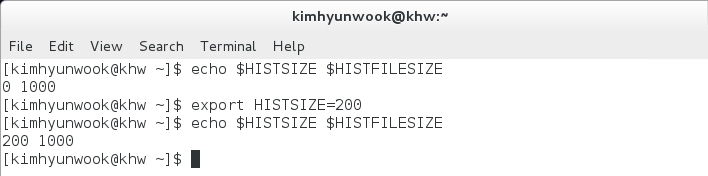 kimhyunwook@khw:~
File Edit View Search Terminal Help
[kimhyunwook@khw ~]$ echo $HISTSIZE $HISTFILESIZE
0 1000
[kimhyunwook@khw ~]$ export HISTSIZE=200
[kimhyunwook@khw ~]$ echo $HISTSIZE $HISTFILESIZE
200 1000
[kimhyunwook@khw ~]$